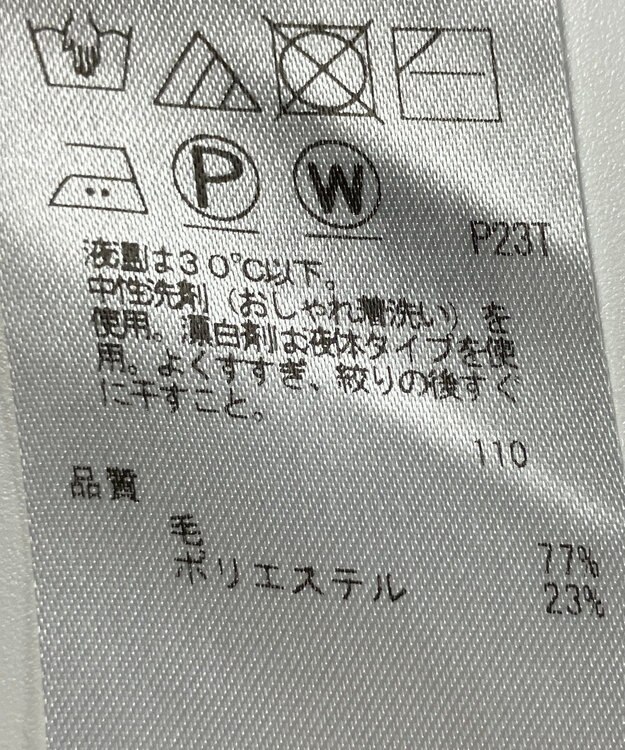 P
W
P23T
液温は30℃以下。
中性洗剤(おしゃれ着洗い)を
使用。漂白剤お液体タイプを使
用。よくすすぎ、絞りの後すぐ
に干すこと。
110
品質
毛 77%
ポリエステル 23%